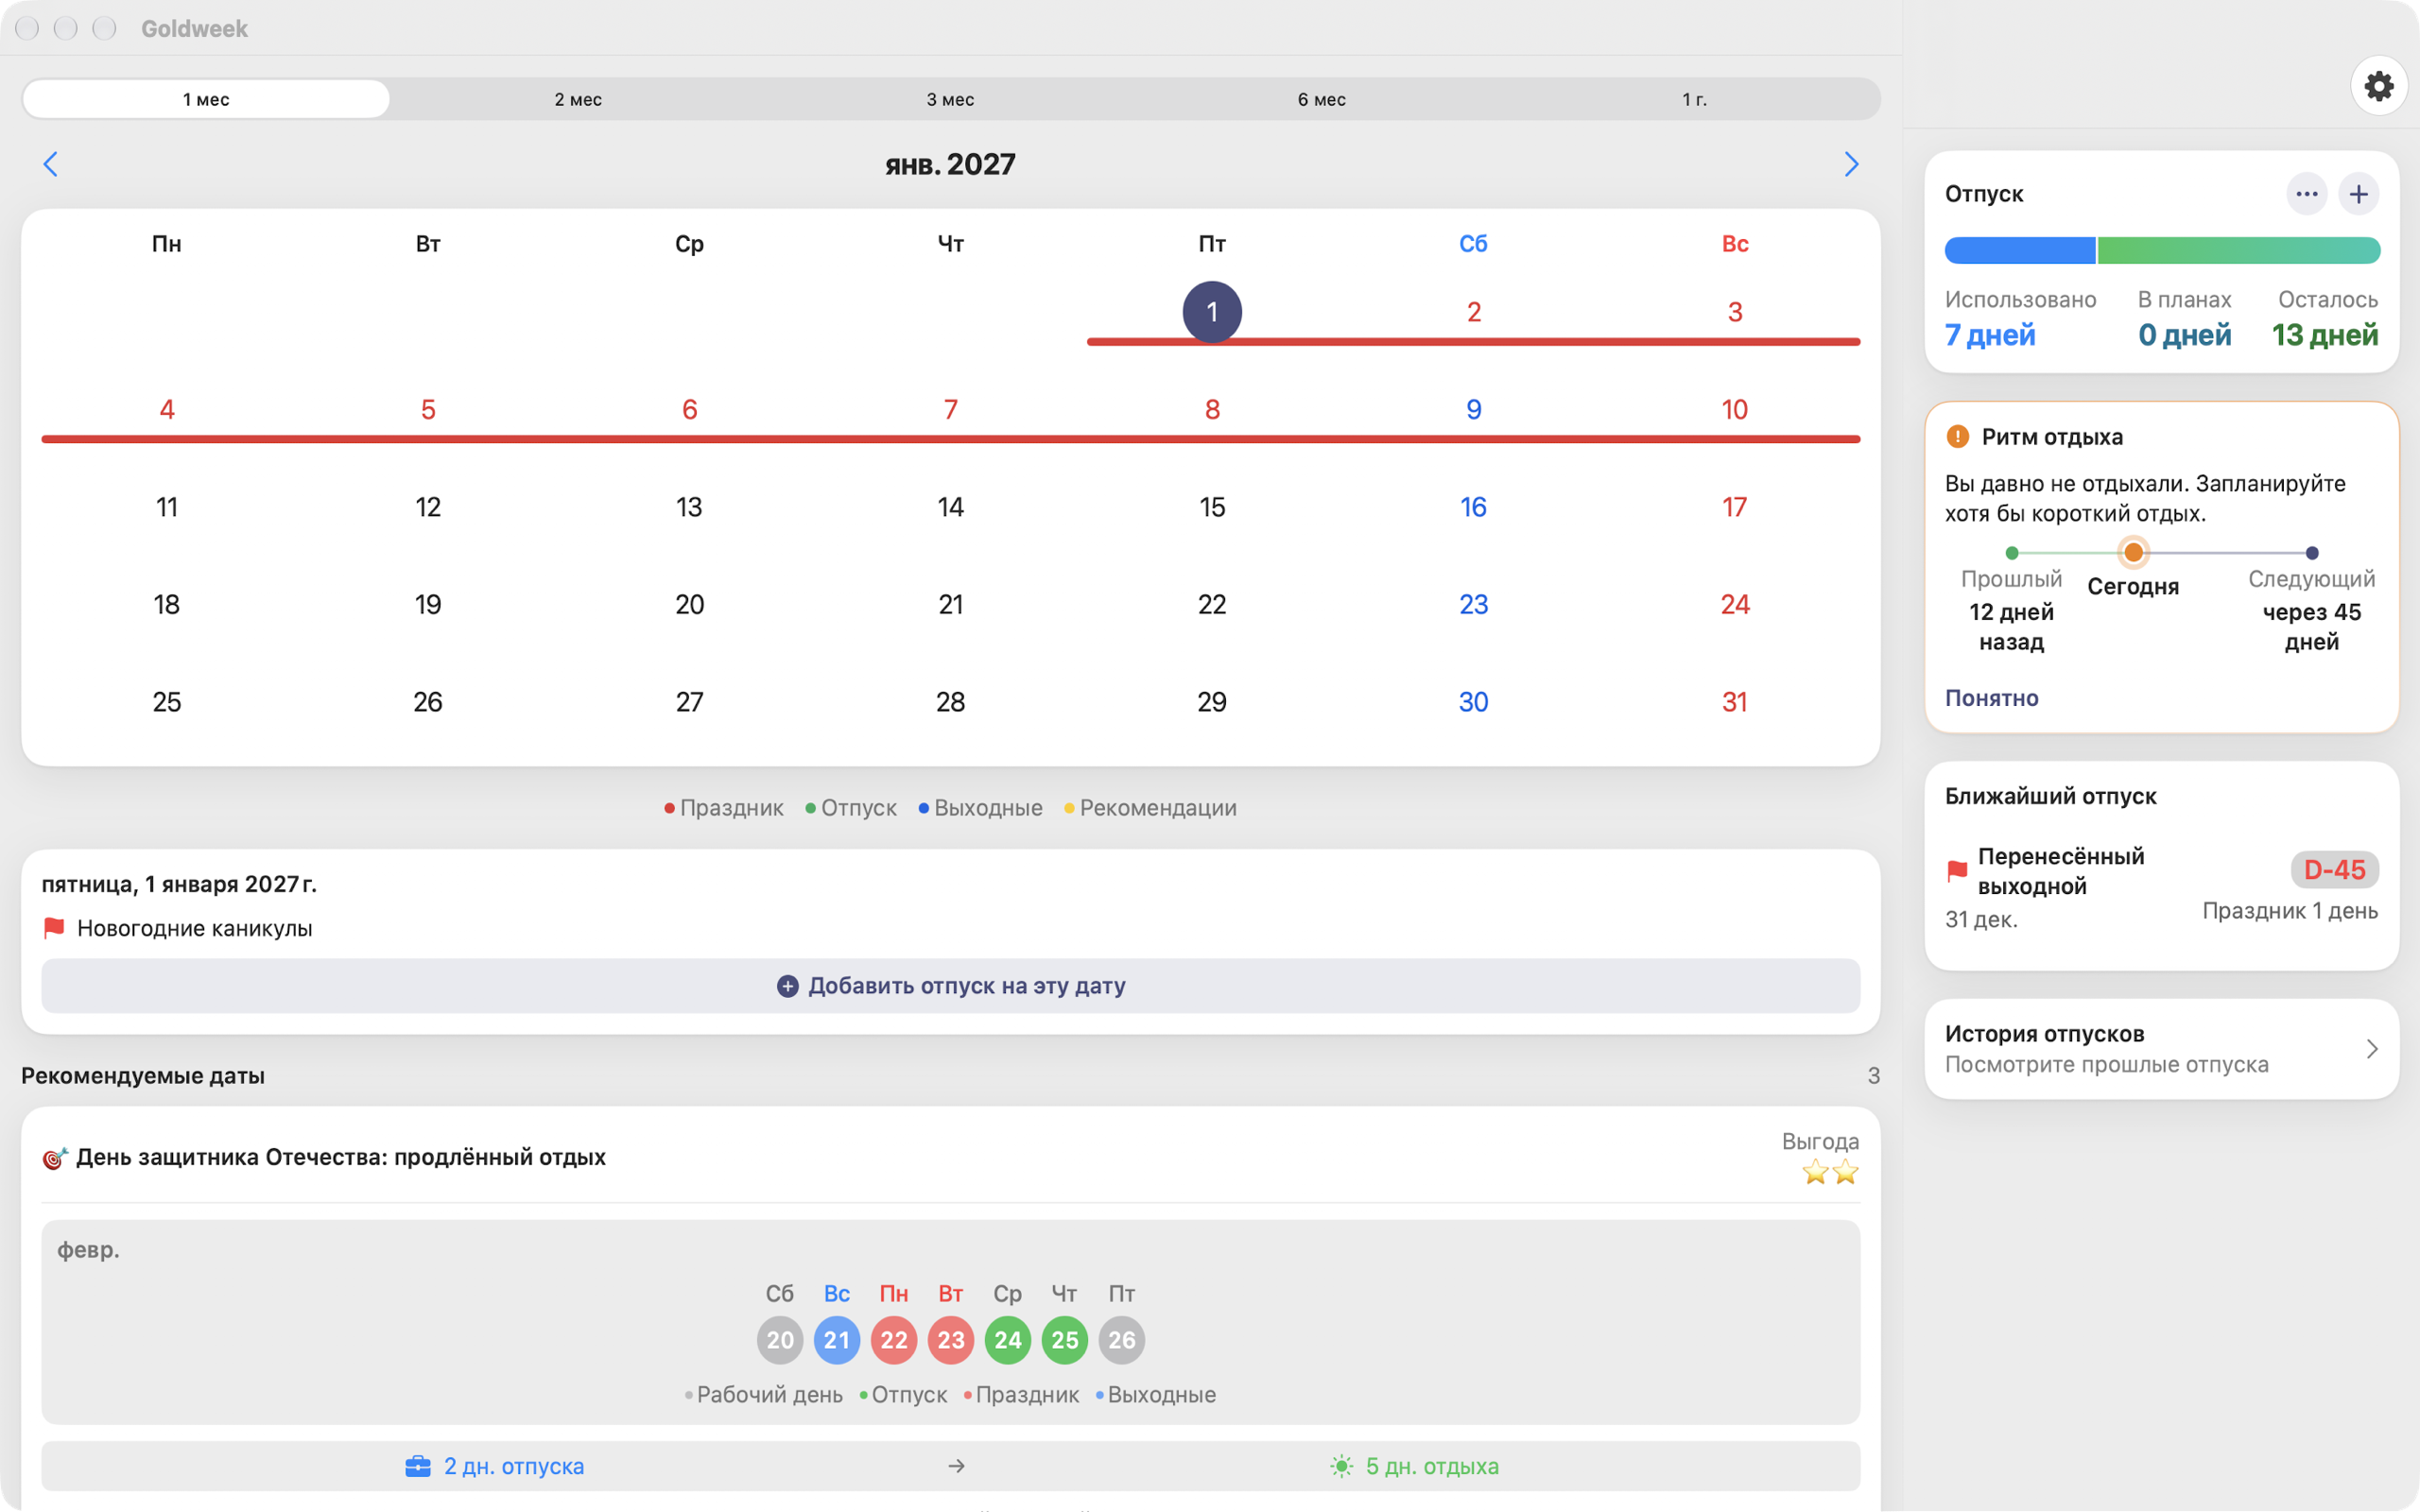 Goldweek
1 мес
2 мес
3 мес
6 мес
1 г.
янв. 2027
Пн Вт Ср Чт Пт Сб Вс
1 2 3
4 5 6 7 8 9 10
11 12 13 14 15 16 17
18 19 20 21 22 23 24
25 26 27 28 29 30 31
Праздник Отпуск Выходные Рекомендации
пятница, 1 января 2027 г.
Новогодние каникулы
Добавить отпуск на эту дату
Рекомендуемые даты 3
День защитника Отечества: продлённый отдых
Выгода
февр.
Сб Вс Пн Вт Ср Чт Пт
20 21 22 23 24 25 26
Рабочий день Отпуск Праздник Выходные
2 дн. отпуска → 5 дн. отдыха
Отпуск
Использовано В планах Осталось
7 дней 0 дней 13 дней
Ритм отдыха
Вы давно не отдыхали. Запланируйте
хотя бы короткий отдых.
Прошлый Сегодня Следующий
12 дней через 45
назад дней
Понятно
Ближайший отпуск
Перенесённый
выходной
D-45
31 дек.
Праздник 1 день
История отпусков
Посмотрите прошлые отпуска